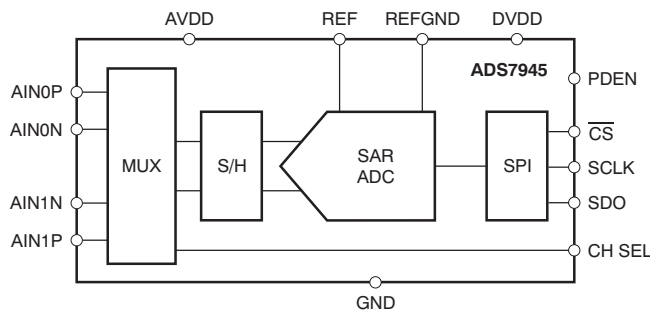 AVDD
REF
REFGND
DVDD
ADS7945
PDEN
AIN0P
AIN0N
MUX
S/H
SAR
ADC
SPI
CS
SCLK
SDO
AIN1N
AIN1P
CH SEL
GND